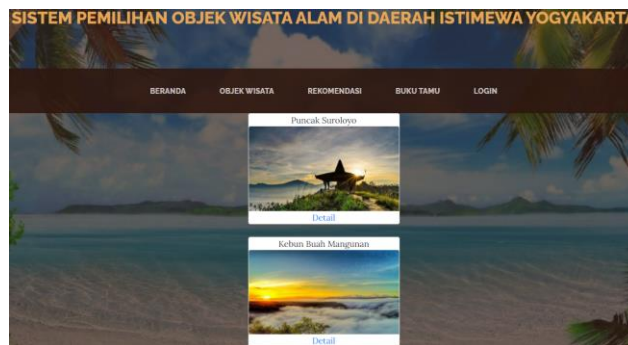 SISTEM PEMILIHAN OBJEK WISATA ALAM DI DAERAH ISTIMEWA YOGYAKARTA
BERANDA OBJEK WISATA REKOMENDASI BUKU TAMU LOGIN
Puncak Suroloyo
Detail
Kebun Buah Mangunan
Detail